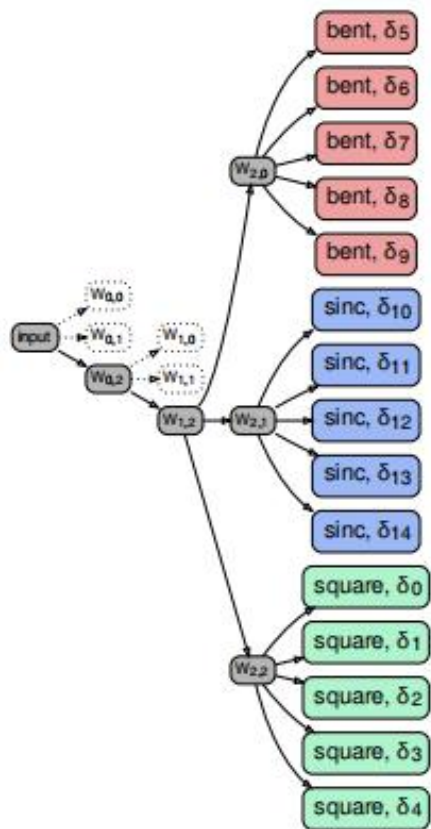 bent, δ5
bent, δ6
bent, δ7
W2,0
bent, δ8
bent, δ9
W0,0
input
W0,1
W1,0
W0,2
W1,1
W1,2
W2,1
sinc, δ10
sinc, δ11
sinc, δ12
sinc, δ13
sinc, δ14
square, δ0
square, δ1
W2,2
square, δ2
square, δ3
square, δ4